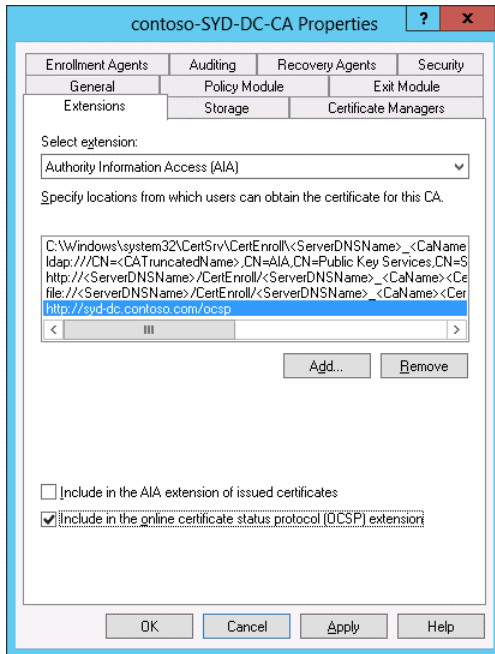 contoso-SYD-DC-CA Properties
? x
Enrollment Agents Auditing Recovery Agents Security
General Policy Module Exit Module
Extensions Storage Certificate Managers
Select extension:
Authority Information Access (AIA)
Specify locations from which users can obtain the certificate for this CA.
C:\Windows\system32\CertSrv\CertEnroll\<ServerDNSName>_<CaName
ldap:///CN=<CATruncatedName>,CN=AIA,CN=Public Key Services,CN=S
http://<ServerDNSName>/CertEnroll/<ServerDNSName>_<CaName><Ce
file://<ServerDNSName>/CertEnroll/<ServerDNSName>_<CaName><Cer
http://syd-dc.contoso.com/ocsp
Add... Remove
Include in the AIA extension of issued certificates
Include in the online certificate status protocol (OCSP) extension
OK Cancel Apply Help